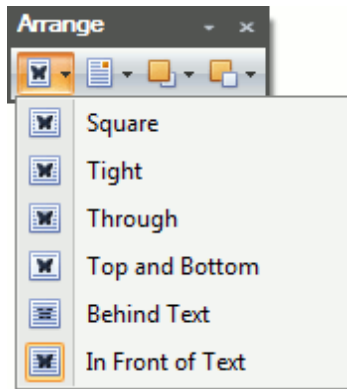 Arrange
Square
Tight
Through
Top and Bottom
Behind Text
In Front of Text